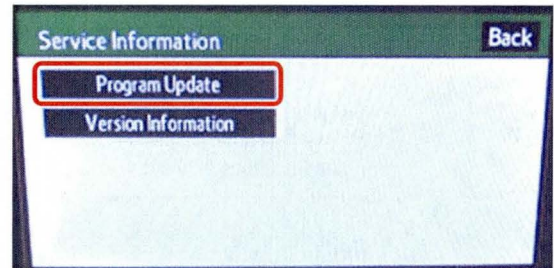 Service Information
Back
Program Update
Version Information